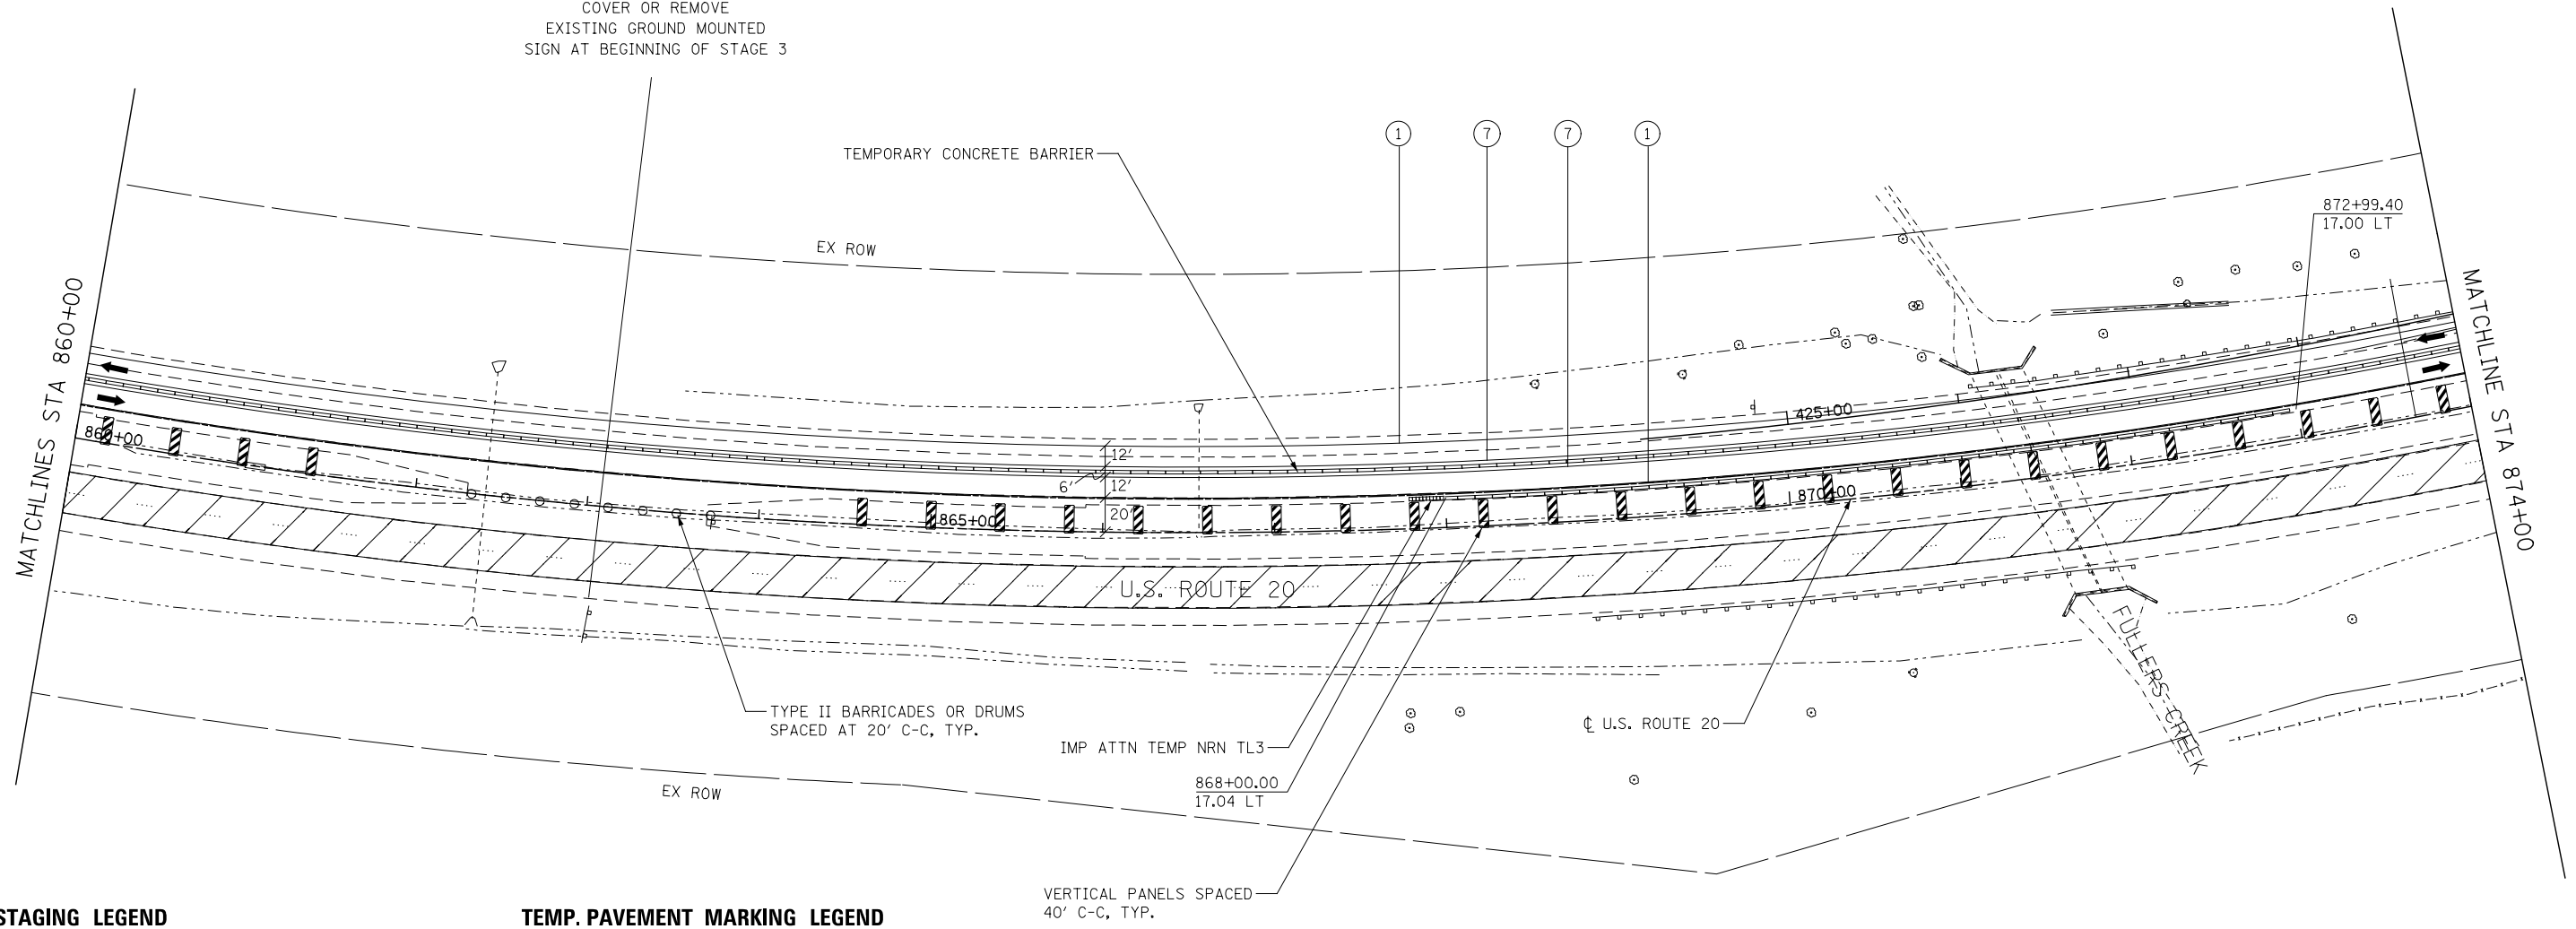 COVER OR REMOVE
EXISTING GROUND MOUNTED
SIGN AT BEGINNING OF STAGE 3
TEMPORARY CONCRETE BARRIER
1
7
7
1
872+99.40
17.00 LT
EX ROW
MATCHLINES STA 860+00
MATCHLINE STA 874+00
425+00
860+00
12'
6'
12'
20'
865+00
870+00
U.S. ROUTE 20
FULLERS CREEK
TYPE II BARRICADES OR DRUMS
SPACED AT 20' C-C, TYP.
℄ U.S. ROUTE 20
IMP ATTN TEMP NRN TL3
868+00.00
17.04 LT
EX ROW
VERTICAL PANELS SPACED
40' C-C, TYP.
STAGING LEGEND
TEMP. PAVEMENT MARKING LEGEND